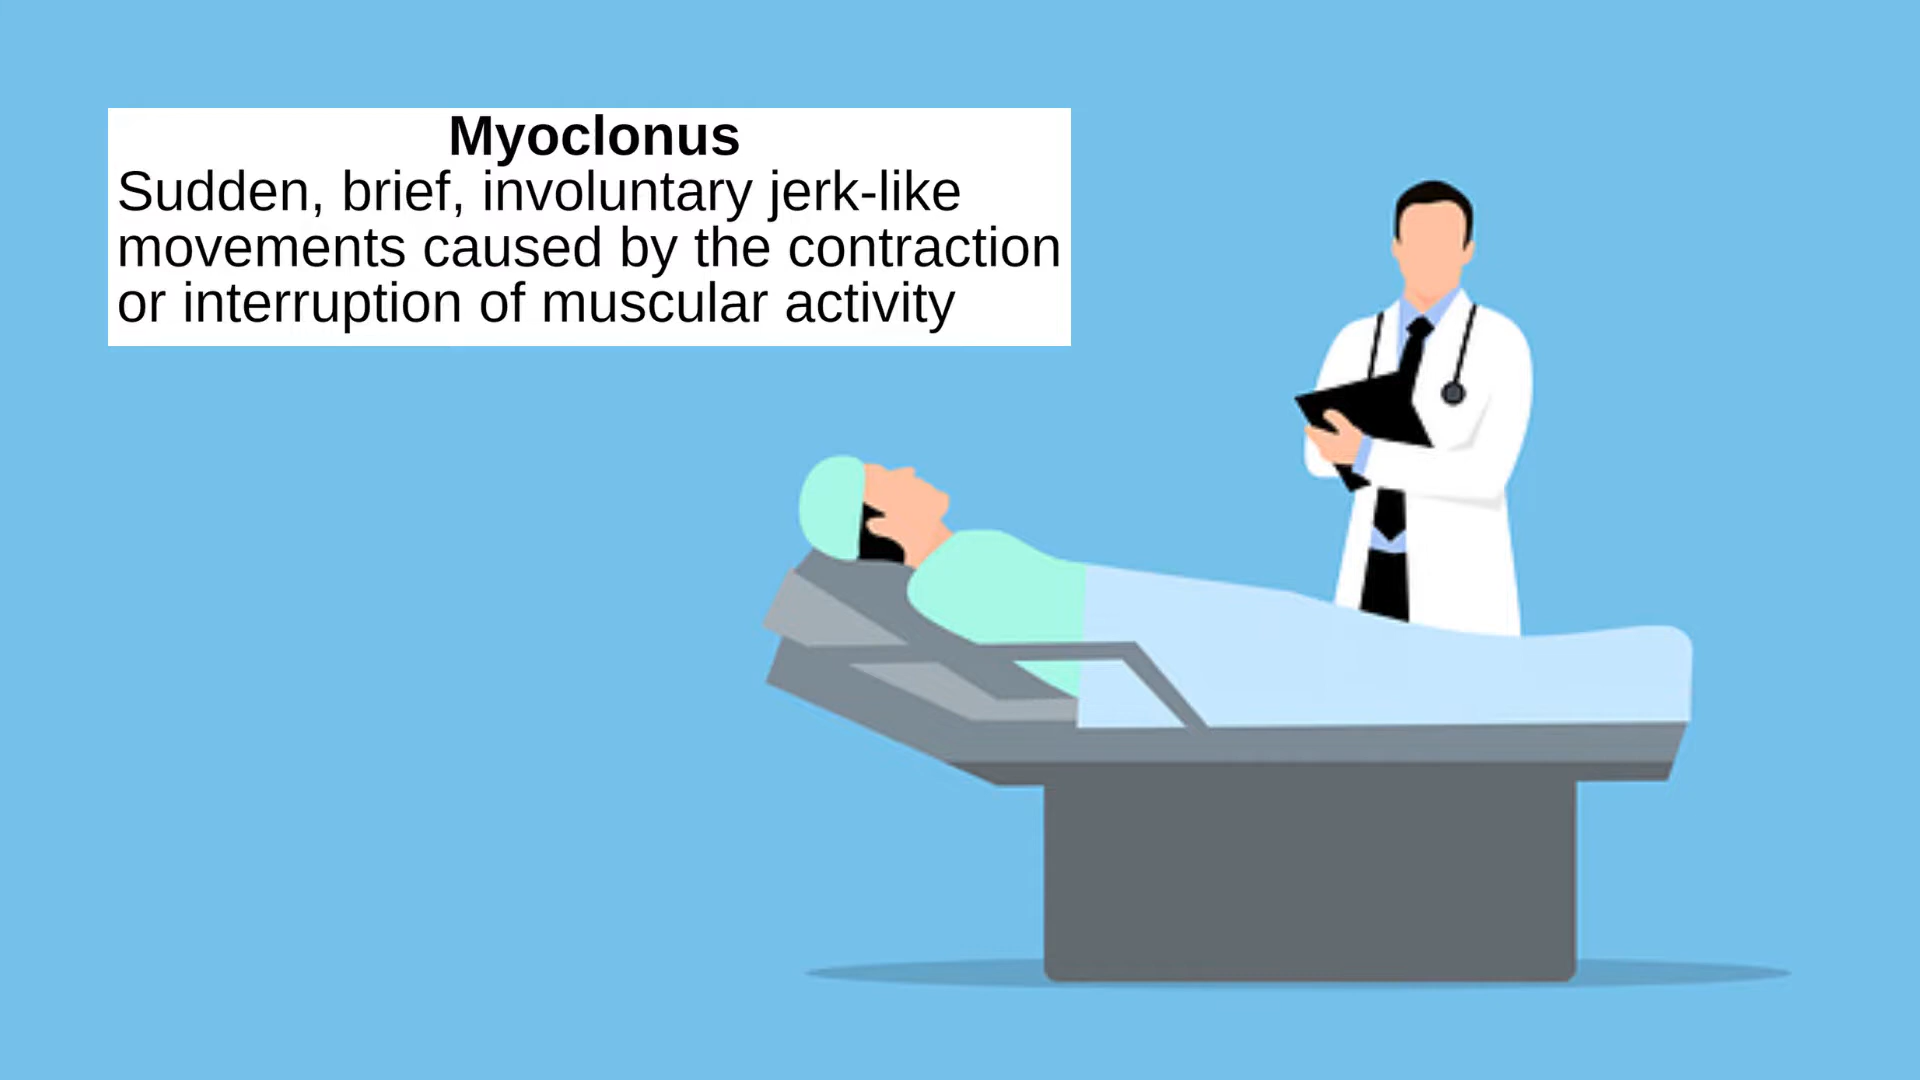 Myoclonus
Sudden, brief, involuntary jerk-like
movements caused by the contraction
or interruption of muscular activity